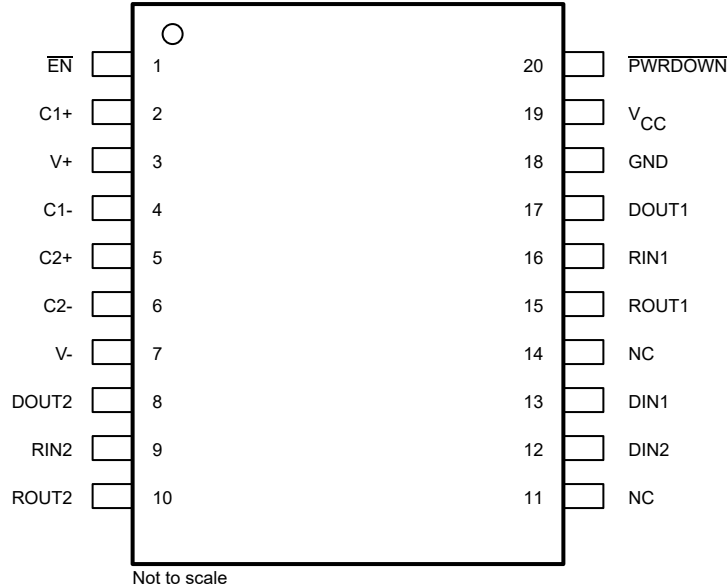 EN 1 20 PWRDOWN
C1+ 2 19 VCC
V+ 3 18 GND
C1- 4 17 DOUT1
C2+ 5 16 RIN1
C2- 6 15 ROUT1
V- 7 14 NC
DOUT2 8 13 DIN1
RIN2 9 12 DIN2
ROUT2 10 11 NC
Not to scale